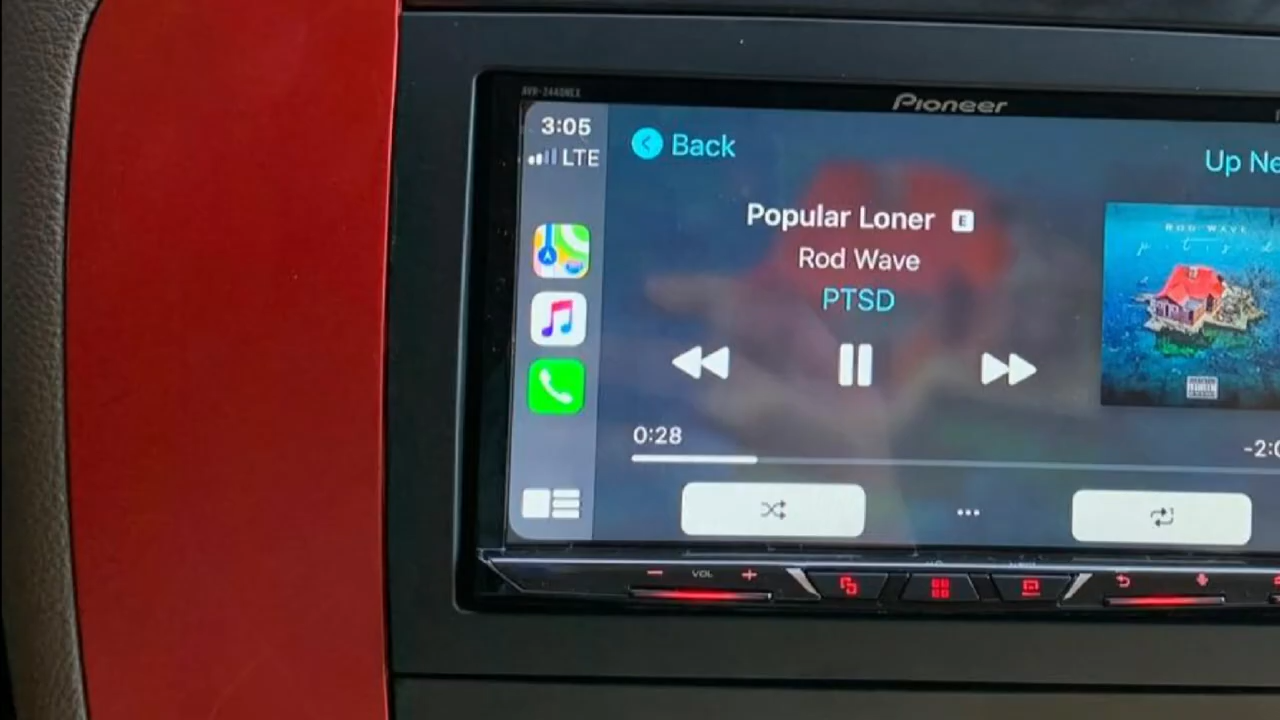 AVH-2440NEX
Pioneer
3:05
LTE
Back
Up Ne
Popular Loner E
Rod Wave
PTSD
ROD WAVE
p t s d
0:28
-2:0
VOL